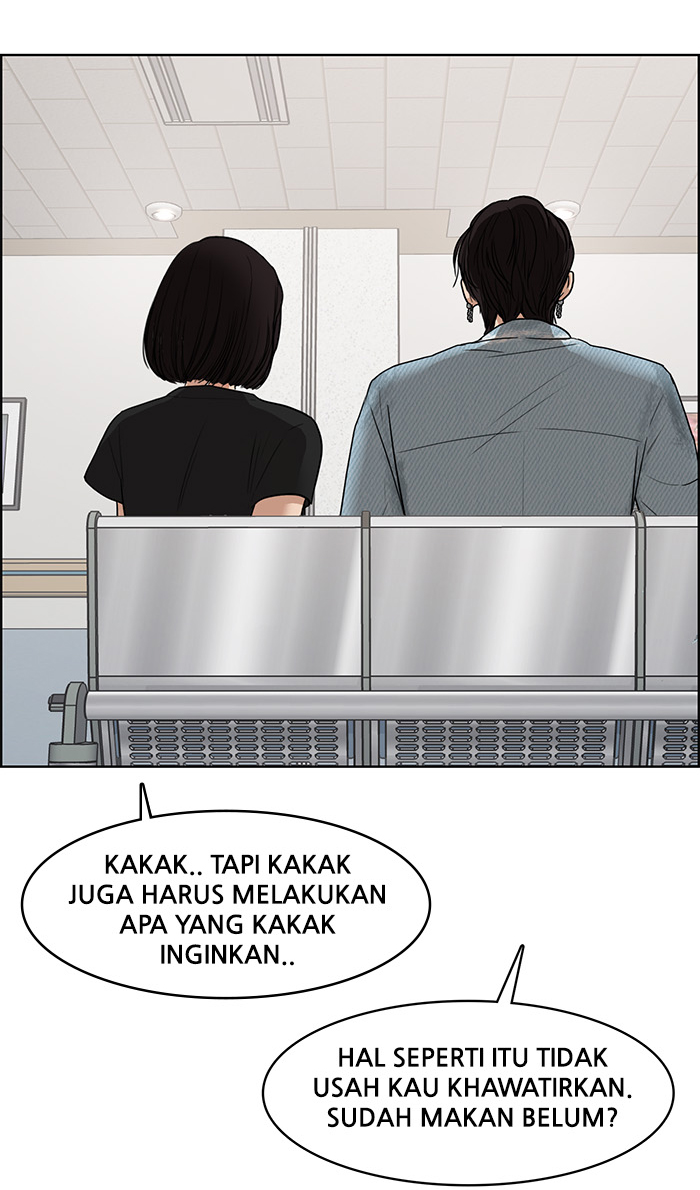 KAKAK.. TAPI KAKAK
JUGA HARUS MELAKUKAN
APA YANG KAKAK
INGINKAN..
HAL SEPERTI ITU TIDAK
USAH KAU KHAWATIRKAN.
SUDAH MAKAN BELUM?